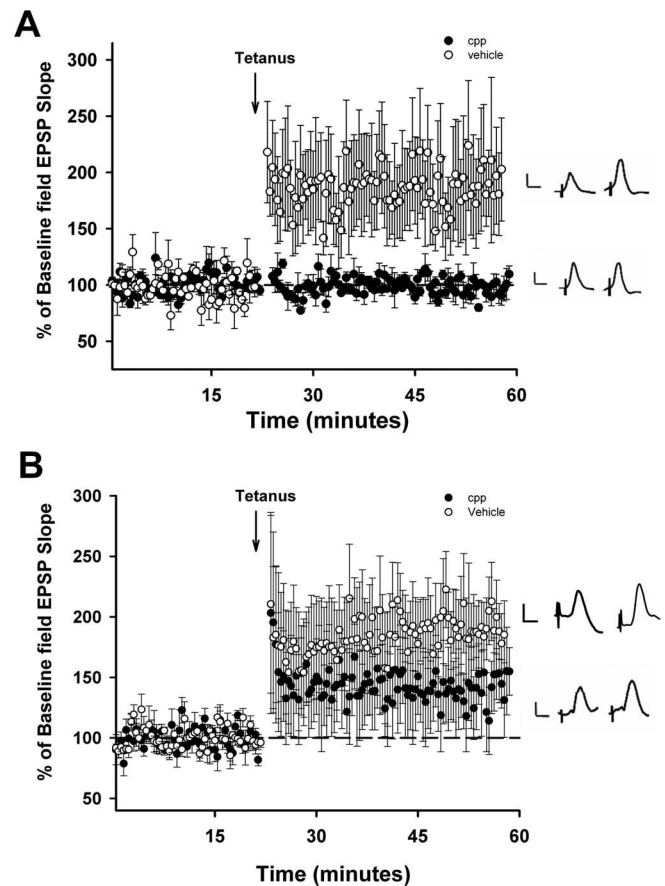 A
Tetanus
cpp
vehicle
% of Baseline field EPSP Slope
300
250
200
150
100
50
15 30 45 60
Time (minutes)
B
Tetanus
cpp
Vehicle
% of Baseline field EPSP Slope
300
250
200
150
100
50
15 30 45 60
Time (minutes)